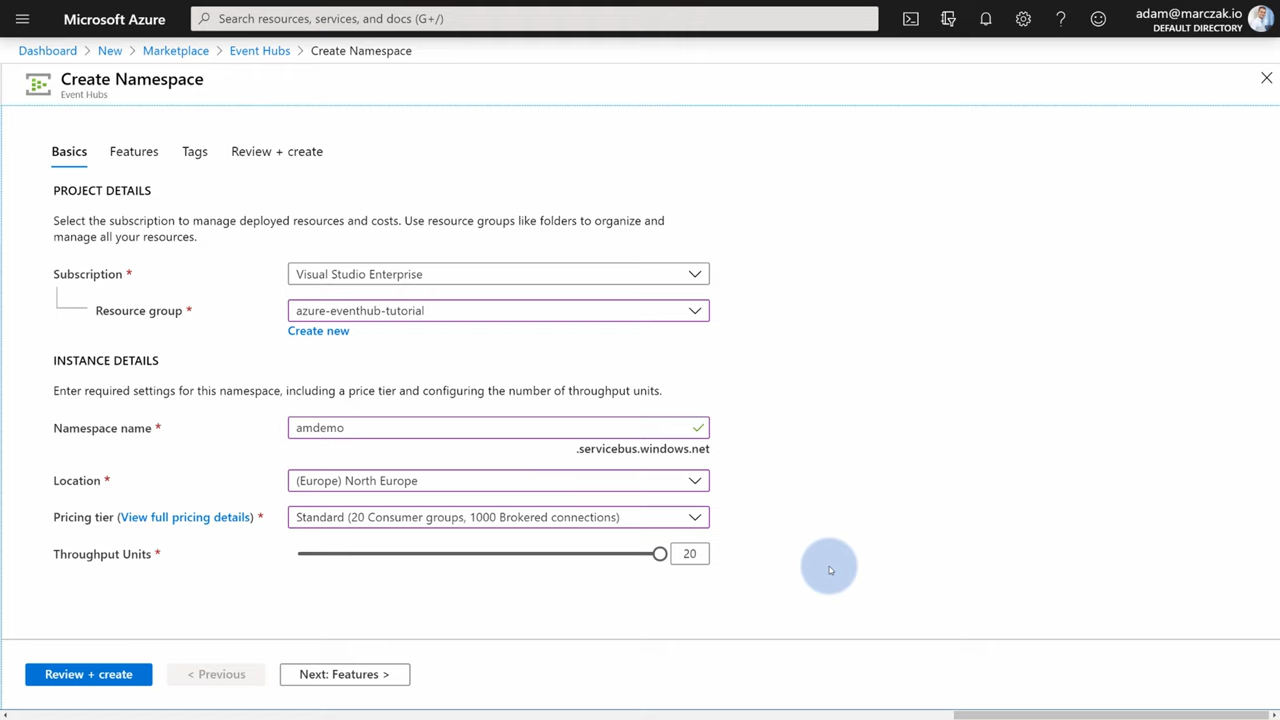 Microsoft Azure
Search resources, services, and docs (G+/)
adam@marczak.io
DEFAULT DIRECTORY
Dashboard > New > Marketplace > Event Hubs > Create Namespace
Create Namespace
Event Hubs
Basics Features Tags Review + create
PROJECT DETAILS
Select the subscription to manage deployed resources and costs. Use resource groups like folders to organize and
manage all your resources.
Subscription * Visual Studio Enterprise
Resource group * azure-eventhub-tutorial
Create new
INSTANCE DETAILS
Enter required settings for this namespace, including a price tier and configuring the number of throughput units.
Namespace name * amdemo
.servicebus.windows.net
Location * (Europe) North Europe
Pricing tier (View full pricing details) * Standard (20 Consumer groups, 1000 Brokered connections)
Throughput Units * 20
Review + create < Previous Next: Features >